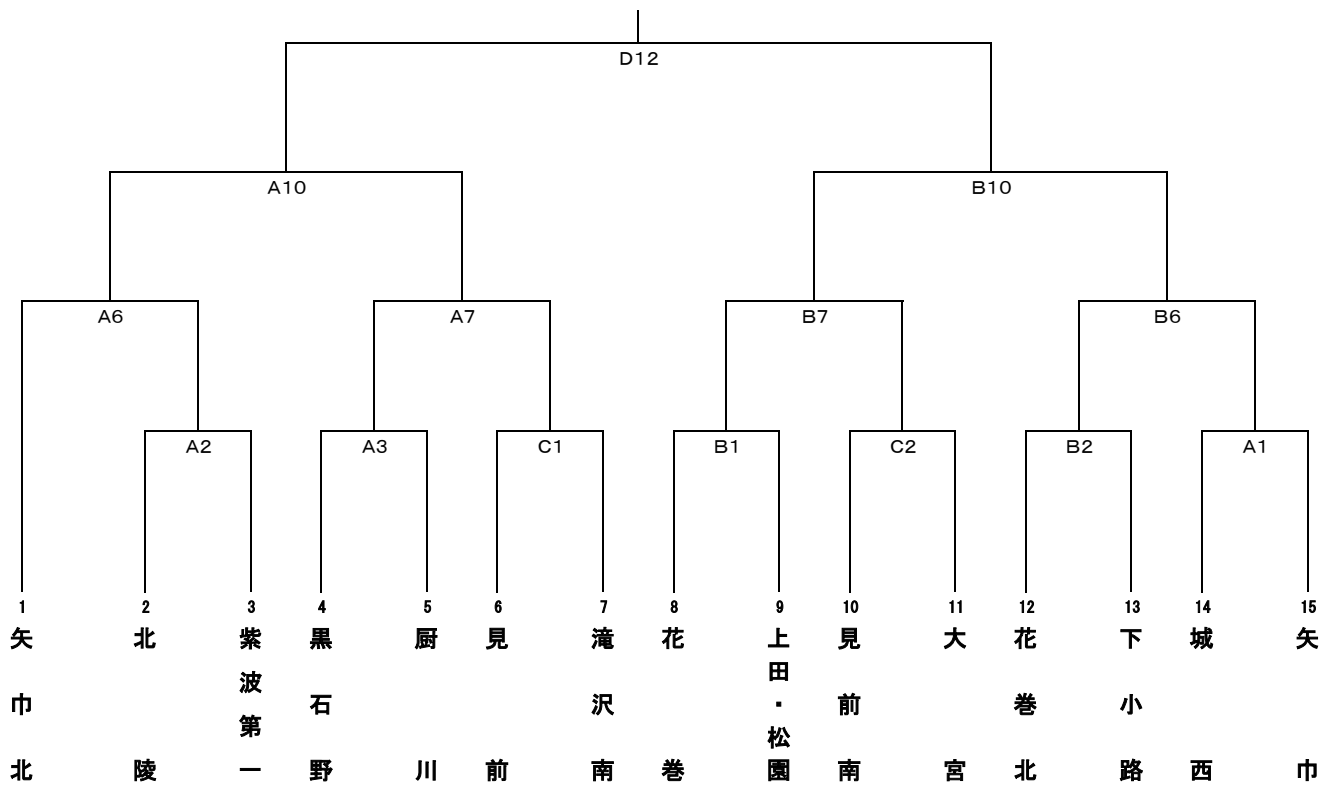 D12
A10
B10
A6
A7
B7
B6
A2
A3
C1
B1
C2
B2
A1
1
2
3
4
5
6
7
8
9
10
11
12
13
14
15
矢巾北
北陵
紫波第一
黒石野
厨川
見前
滝沢南
花巻
上田・松園
見前南
大宮
花巻北
下小路
城西
矢巾